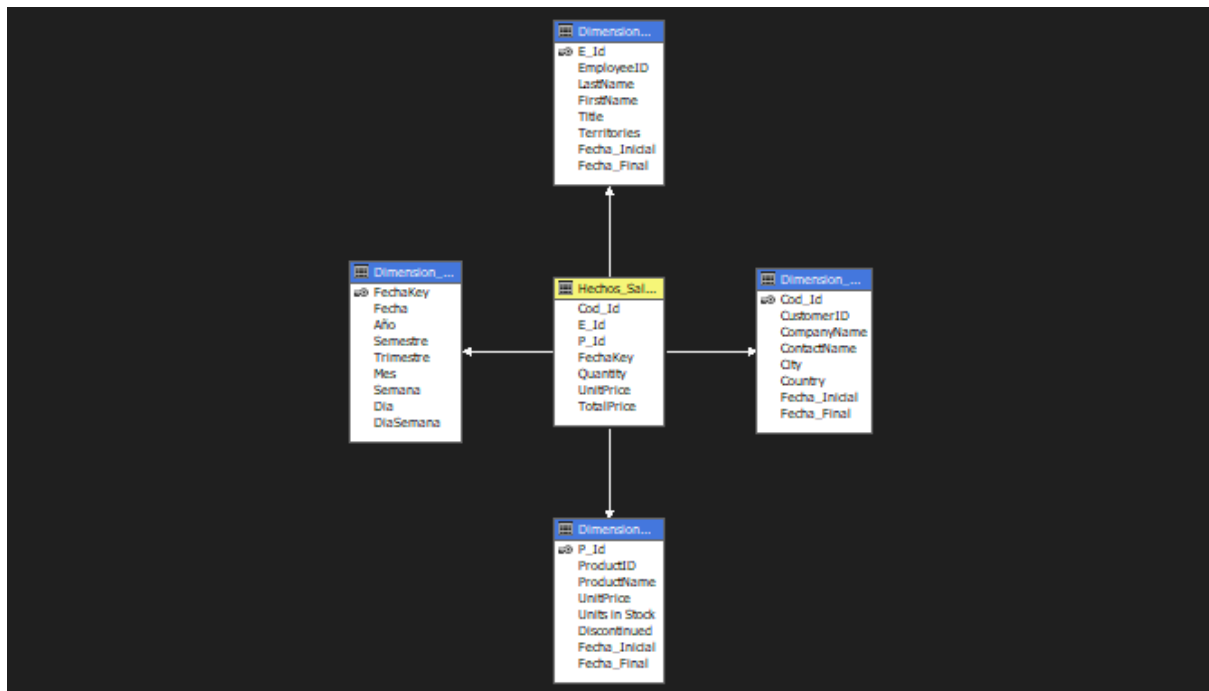 Dimension...
E_Id
EmployeeID
LastName
FirstName
Title
Territories
Fecha_Inicial
Fecha_Final
Dimension_...
FechaKey
Fecha
Año
Semestre
Trimestre
Mes
Semana
Dia
DiaSemana
Hechos_Sal...
Cod_Id
E_Id
P_Id
FechaKey
Quantity
UnitPrice
TotalPrice
Dimension_...
Cod_Id
CustomerID
CompanyName
ContactName
City
Country
Fecha_Inicial
Fecha_Final
Dimension...
P_Id
ProductID
ProductName
UnitPrice
Units in Stock
Discontinued
Fecha_Inicial
Fecha_Final